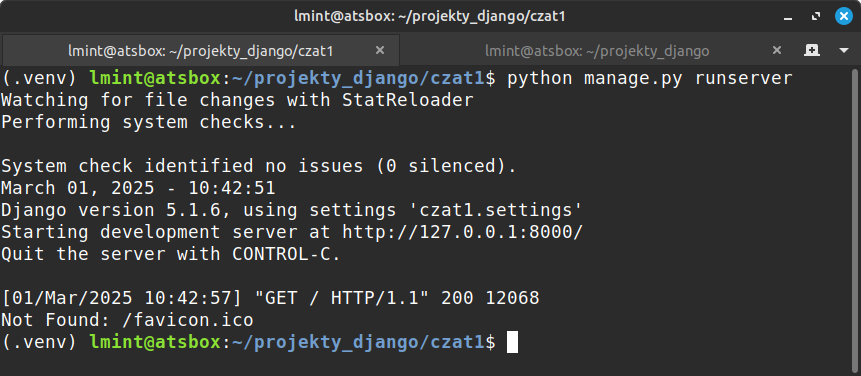 lmint@atsbox: ~/projekty_django/czat1
lmint@atsbox: ~/projekty_django/czat1
lmint@atsbox: ~/projekty_django
(.venv) lmint@atsbox:~/projekty_django/czat1$ python manage.py runserver
Watching for file changes with StatReloader
Performing system checks...
System check identified no issues (0 silenced).
March 01, 2025 - 10:42:51
Django version 5.1.6, using settings 'czat1.settings'
Starting development server at http://127.0.0.1:8000/
Quit the server with CONTROL-C.
[01/Mar/2025 10:42:57] "GET / HTTP/1.1" 200 12068
Not Found: /favicon.ico
(.venv) lmint@atsbox:~/projekty_django/czat1$